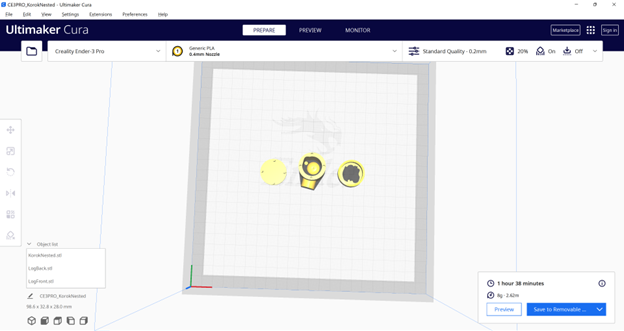 CE3PRO_KorokNested - Ultimaker Cura
File Edit View Settings Extensions Preferences Help
Ultimaker Cura
PREPARE PREVIEW MONITOR
Marketplace Sign in
Creality Ender-3 Pro
Generic PLA
0.4mm Nozzle
Standard Quality - 0.2mm
20% On Off
Object list
KorokNested.stl
LegBack.stl
LegFront.stl
CE3PRO_KorokNested
98.6 x 32.8 x 28.0 mm
1 hour 38 minutes
8g · 2.62m
Preview Save to Removable ...